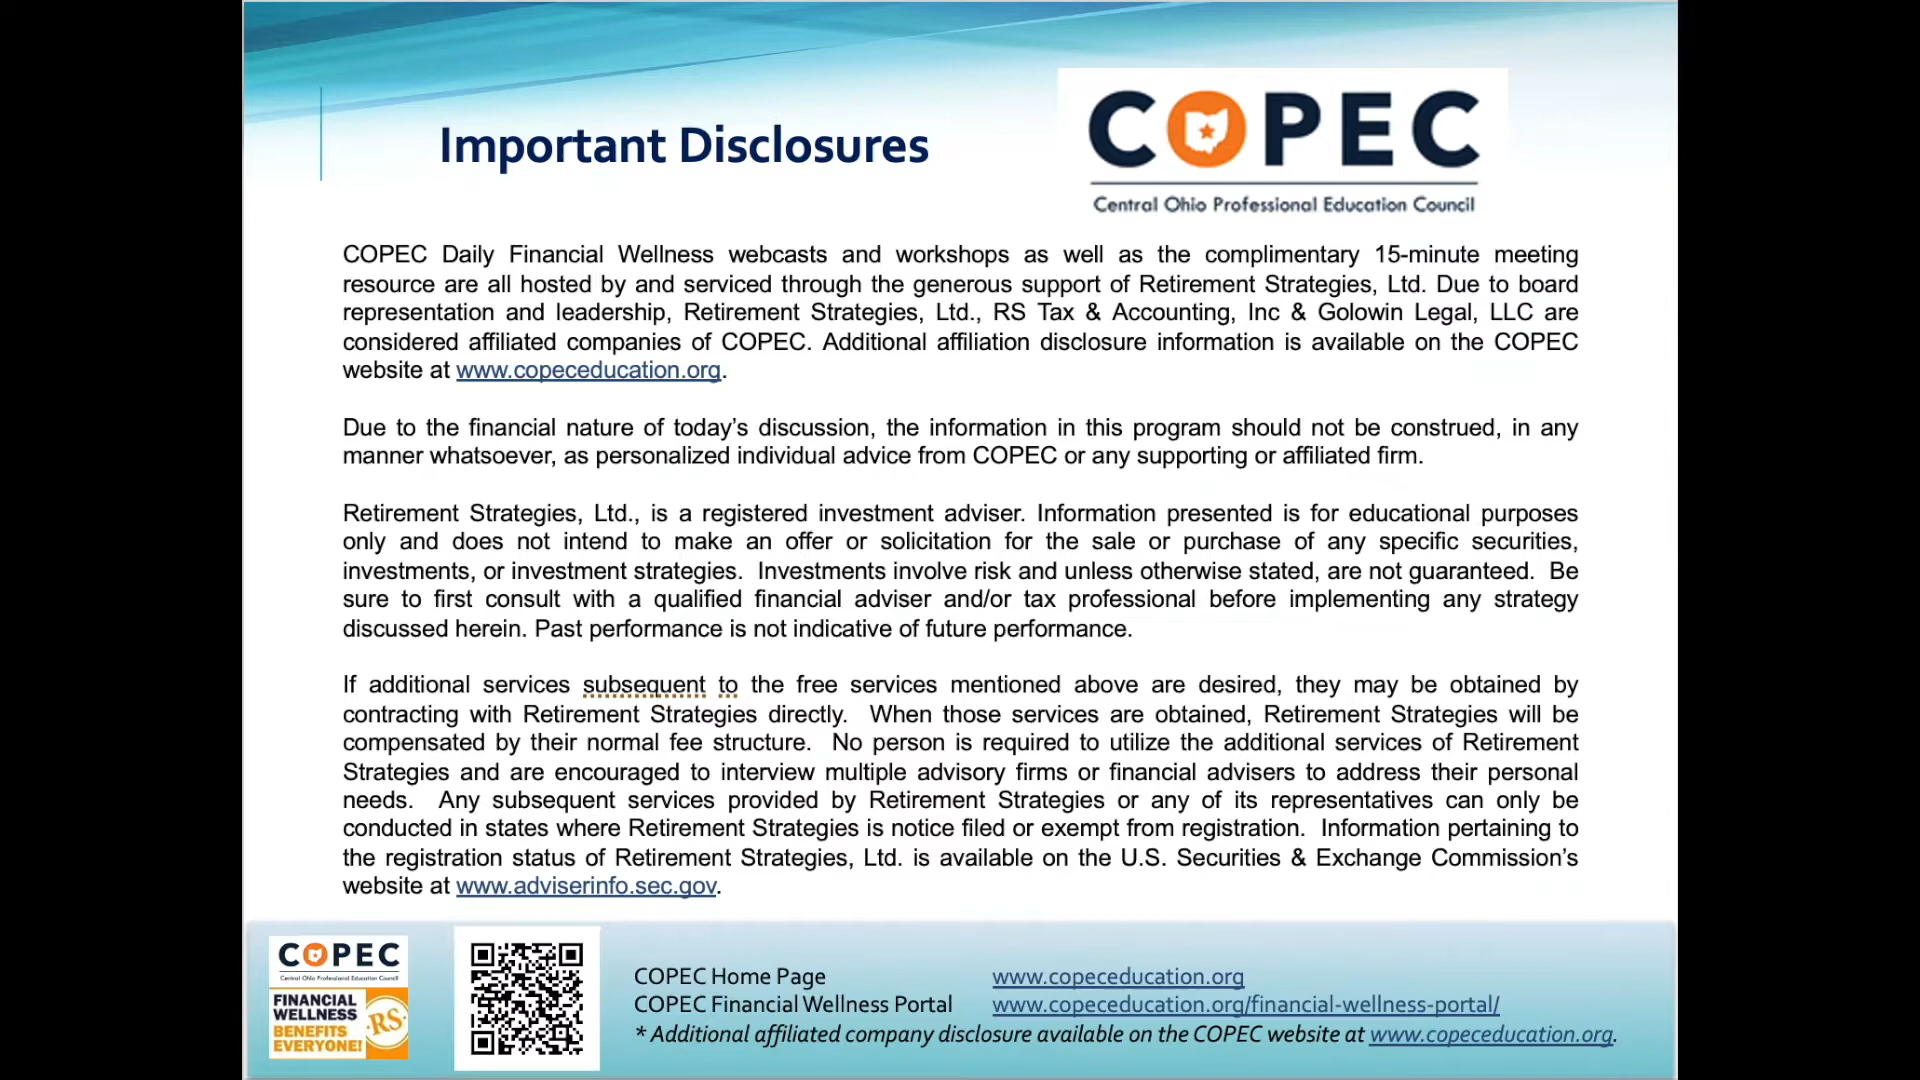 COPEC
Central Ohio Professional Education Council
Important Disclosures
COPEC Daily Financial Wellness webcasts and workshops as well as the complimentary 15-minute meeting
resource are all hosted by and serviced through the generous support of Retirement Strategies, Ltd. Due to board
representation and leadership, Retirement Strategies, Ltd., RS Tax & Accounting, Inc & Golowin Legal, LLC are
considered affiliated companies of COPEC. Additional affiliation disclosure information is available on the COPEC
website at www.copeceducation.org.
Due to the financial nature of today’s discussion, the information in this program should not be construed, in any
manner whatsoever, as personalized individual advice from COPEC or any supporting or affiliated firm.
Retirement Strategies, Ltd., is a registered investment adviser. Information presented is for educational purposes
only and does not intend to make an offer or solicitation for the sale or purchase of any specific securities,
investments, or investment strategies.  Investments involve risk and unless otherwise stated, are not guaranteed.  Be
sure to first consult with a qualified financial adviser and/or tax professional before implementing any strategy
discussed herein. Past performance is not indicative of future performance.
If additional services subsequent to the free services mentioned above are desired, they may be obtained by
contracting with Retirement Strategies directly.  When those services are obtained, Retirement Strategies will be
compensated by their normal fee structure.  No person is required to utilize the additional services of Retirement
Strategies and are encouraged to interview multiple advisory firms or financial advisers to address their personal
needs.  Any subsequent services provided by Retirement Strategies or any of its representatives can only be
conducted in states where Retirement Strategies is notice filed or exempt from registration.  Information pertaining to
the registration status of Retirement Strategies, Ltd. is available on the U.S. Securities & Exchange Commission’s
website at www.adviserinfo.sec.gov.
COPEC
Central Ohio Professional Education Council
FINANCIAL
WELLNESS
BENEFITS
EVERYONE!
RS
COPEC Home Page www.copeceducation.org
COPEC Financial Wellness Portal www.copeceducation.org/financial-wellness-portal/
* Additional affiliated company disclosure available on the COPEC website at www.copeceducation.org.